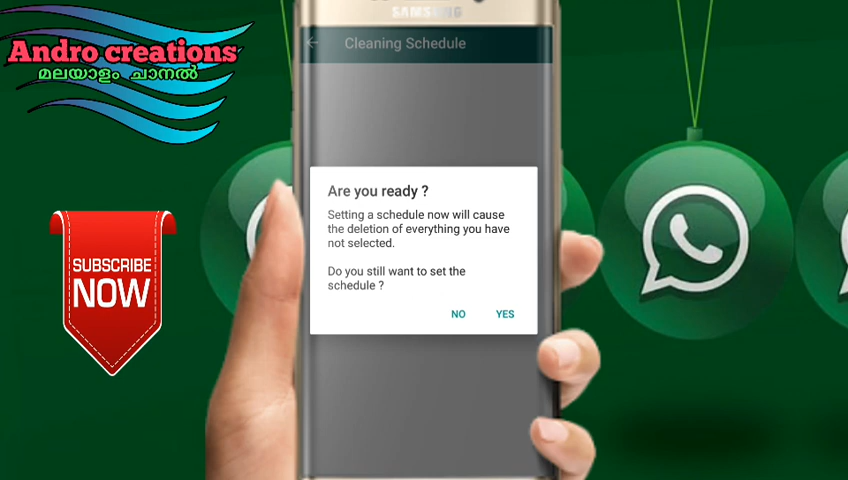 Andro creations
മലയാളം ചാനൽ
SUBSCRIBE
NOW
SAMSUNG
Cleaning Schedule
Are you ready ?
Setting a schedule now will cause
the deletion of everything you have
not selected.
Do you still want to set the
schedule ?
NO YES